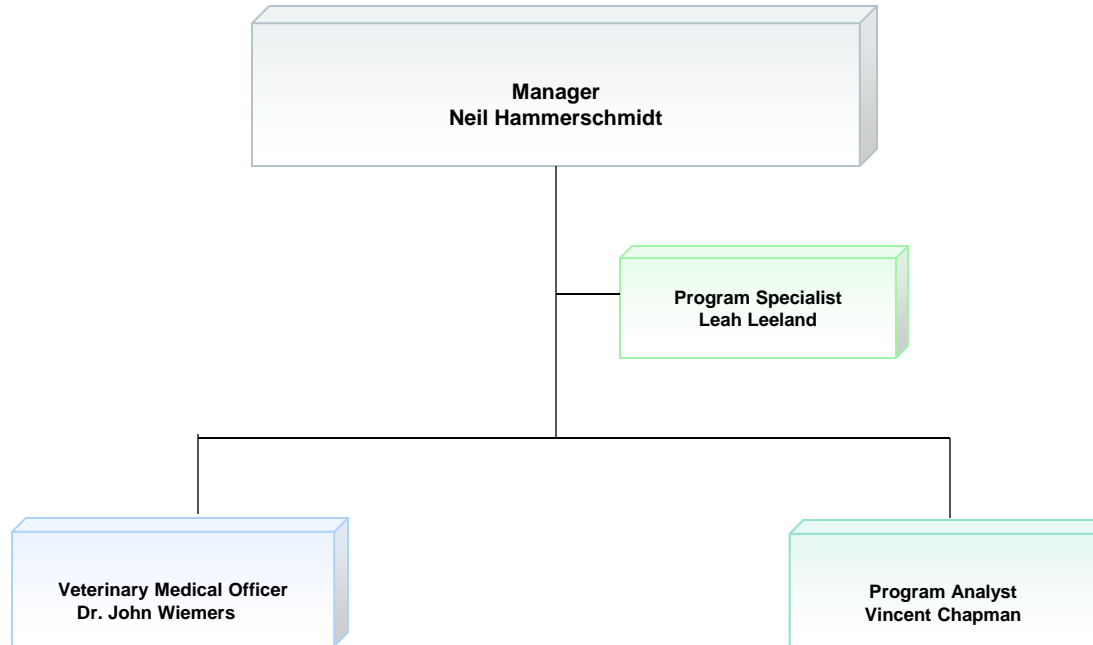 Manager
Neil Hammerschmidt
Program Specialist
Leah Leeland
Veterinary Medical Officer
Dr. John Wiemers
Program Analyst
Vincent Chapman